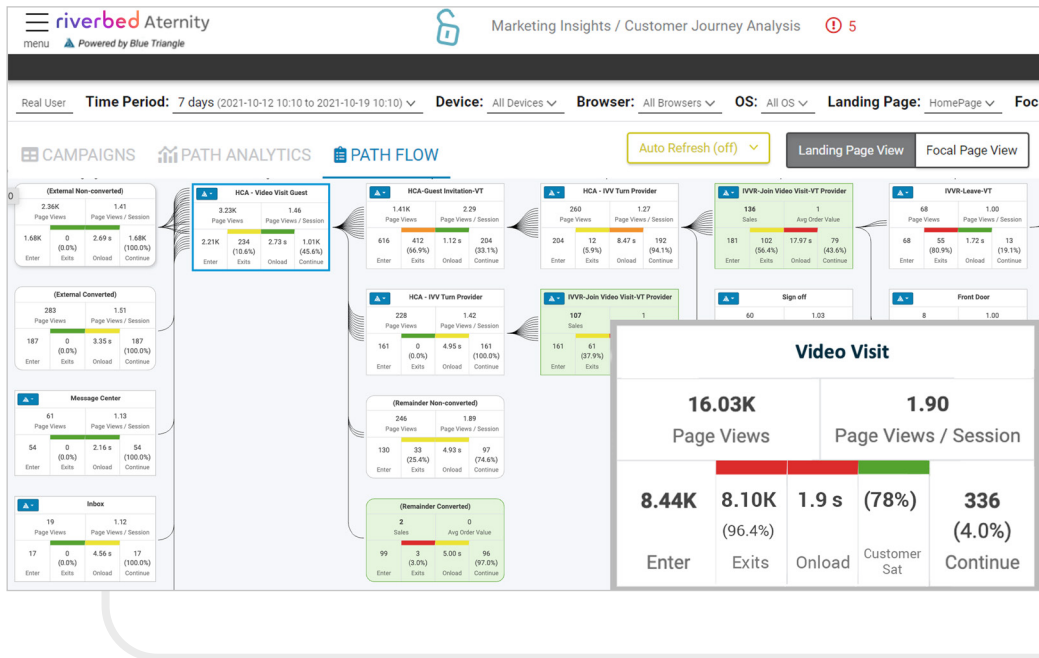 riverbed Aternity
menu
Powered by Blue Triangle
Marketing Insights / Customer Journey Analysis
5
Real User
Time Period: 7 days (2021-10-12 10:10 to 2021-10-19 10:10)
Device: All Devices
Browser: All Browsers
OS: All OS
Landing Page: HomePage
Foc
CAMPAIGNS
PATH ANALYTICS
PATH FLOW
Auto Refresh (off)
Landing Page View
Focal Page View
0
(External Non-converted)
2.36K 1.41
Page Views Page Views / Session
1.68K 0 2.69 s 1.68K
(0.0%) (100.0%)
Enter Exits Onload Continue
(External Converted)
283 1.51
Page Views Page Views / Session
187 0 3.35 s 187
(0.0%) (100.0%)
Enter Exits Onload Continue
Message Center
61 1.13
Page Views Page Views / Session
54 0 2.16 s 54
(0.0%) (100.0%)
Enter Exits Onload Continue
Inbox
19 1.12
Page Views Page Views / Session
17 0 4.56 s 17
(0.0%) (100.0%)
Enter Exits Onload Continue
HCA - Video Visit Guest
3.23K 1.46
Page Views Page Views / Session
2.21K 234 2.73 s 1.01K
(10.6%) (45.6%)
Enter Exits Onload Continue
HCA-Guest Invitation-VT
1.41K 2.29
Page Views Page Views / Session
616 412 1.12 s 204
(66.9%) (33.1%)
Enter Exits Onload Continue
HCA - IVV Turn Provider
228 1.42
Page Views Page Views / Session
161 0 4.95 s 161
(0.0%) (100.0%)
Enter Exits Onload Continue
(Remainder Non-converted)
246 1.89
Page Views Page Views / Session
130 33 4.93 s 97
(25.4%) (74.6%)
Enter Exits Onload Continue
(Remainder Converted)
2 0
Sales Avg Order Value
99 3 5.00 s 96
(3.0%) (97.0%)
Enter Exits Onload Continue
HCA - IVV Turn Provider
260 1.27
Page Views Page Views / Session
204 12 8.47 s 192
(5.9%) (94.1%)
Enter Exits Onload Continue
IVVR-Join Video Visit-VT Provider
107 1
Sales
161 61
(37.9%)
Enter Exits
IVVR-Join Video Visit-VT Provider
136 1
Sales Avg Order Value
181 102 17.97 s 79
(56.4%) (43.6%)
Enter Exits Onload Continue
Sign off
60 1.03
IVVR-Leave-VT
68 1.00
Page Views Page Views / Session
68 55 1.72 s 13
(80.9%) (19.1%)
Enter Exits Onload Continue
Front Door
8 1.00
Video Visit
16.03K 1.90
Page Views Page Views / Session
8.44K 8.10K 1.9 s (78%) 336
(96.4%) (4.0%)
Enter Exits Onload Customer Sat Continue